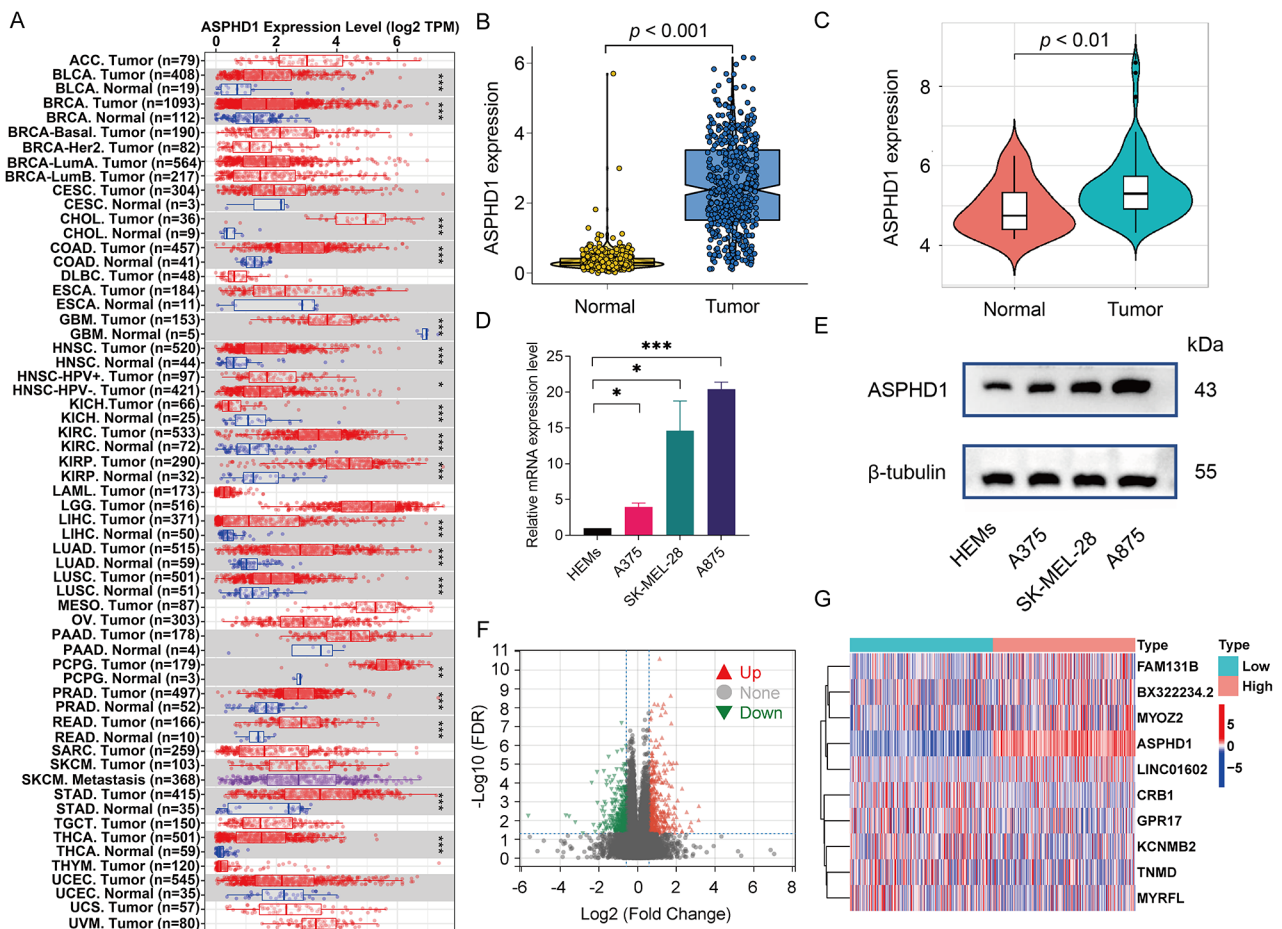 A
ASPHD1 Expression Level (log2 TPM)
0 2 4 6
ACC. Tumor (n=79)
BLCA. Tumor (n=408)
BLCA. Normal (n=19)
BRCA. Tumor (n=1093)
BRCA. Normal (n=112)
BRCA-Basal. Tumor (n=190)
BRCA-Her2. Tumor (n=82)
BRCA-LumA. Tumor (n=564)
BRCA-LumB. Tumor (n=217)
CESC. Tumor (n=304)
CESC. Normal (n=3)
CHOL. Tumor (n=36)
CHOL. Normal (n=9)
COAD. Tumor (n=457)
COAD. Normal (n=41)
DLBC. Tumor (n=48)
ESCA. Tumor (n=184)
ESCA. Normal (n=11)
GBM. Tumor (n=153)
GBM. Normal (n=5)
HNSC. Tumor (n=520)
HNSC. Normal (n=44)
HNSC-HPV+. Tumor (n=97)
HNSC-HPV-. Tumor (n=421)
KICH.Tumor (n=66)
KICH. Normal (n=25)
KIRC. Tumor (n=533)
KIRC. Normal (n=72)
KIRP. Tumor (n=290)
KIRP. Normal (n=32)
LAML. Tumor (n=173)
LGG. Tumor (n=516)
LIHC. Tumor (n=371)
LIHC. Normal (n=50)
LUAD. Tumor (n=515)
LUAD. Normal (n=59)
LUSC. Tumor (n=501)
LUSC. Normal (n=51)
MESO. Tumor (n=87)
OV. Tumor (n=303)
PAAD. Tumor (n=178)
PAAD. Normal (n=4)
PCPG. Tumor (n=179)
PCPG. Normal (n=3)
PRAD. Tumor (n=497)
PRAD. Normal (n=52)
READ. Tumor (n=166)
READ. Normal (n=10)
SARC. Tumor (n=259)
SKCM. Tumor (n=103)
SKCM. Metastasis (n=368)
STAD. Tumor (n=415)
STAD. Normal (n=35)
TGCT. Tumor (n=150)
THCA. Tumor (n=501)
THCA. Normal (n=59)
THYM. Tumor (n=120)
UCEC. Tumor (n=545)
UCEC. Normal (n=35)
UCS. Tumor (n=57)
UVM. Tumor (n=80)
B
p < 0.001
ASPHD1 expression
6
4
2
0
Normal Tumor
C
p < 0.01
ASPHD1 expression
8
6
4
Normal Tumor
D
Relative mRNA expression level
25
20
15
10
5
0
***
*
*
HEMs A375 SK-MEL-28 A875
E
kDa
ASPHD1 43
β-tubulin 55
HEMs A375 SK-MEL-28 A875
F
-Log10 (FDR)
11
10
9
8
7
6
5
4
3
2
1
0
Up
None
Down
-6 -4 -2 0 2 4 6 8
Log2 (Fold Change)
G
Type
FAM131B
BX322234.2
MYOZ2
ASPHD1
LINC01602
CRB1
GPR17
KCNMB2
TNMD
MYRFL
Type
Low
High
5
0
−5